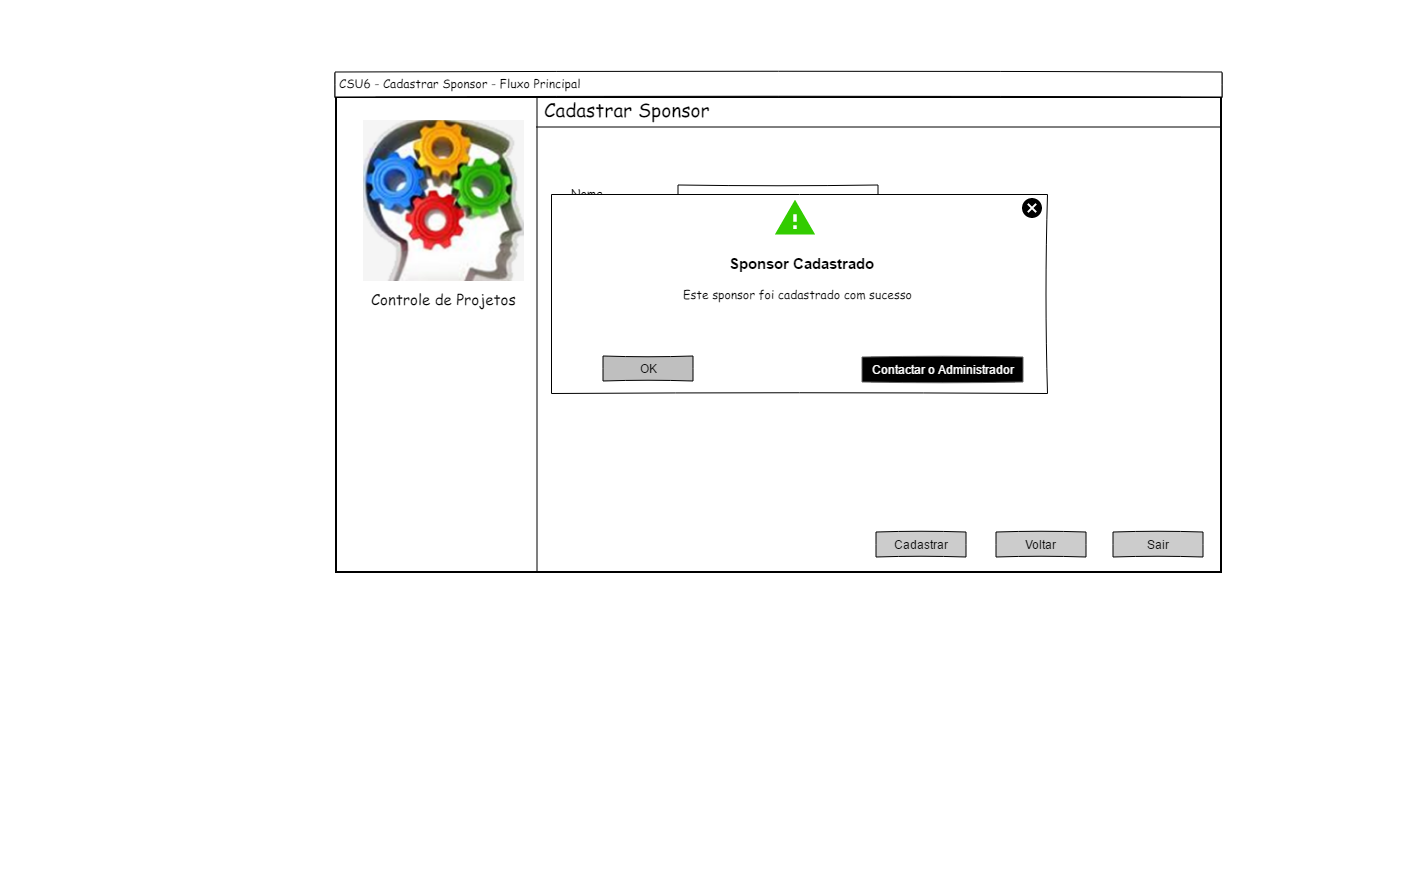 CSU6 - Cadastrar Sponsor - Fluxo Principal
Cadastrar Sponsor
Controle de Projetos
Nome
Sponsor Cadastrado
Este sponsor foi cadastrado com sucesso
OK
Contactar o Administrador
Cadastrar
Voltar
Sair